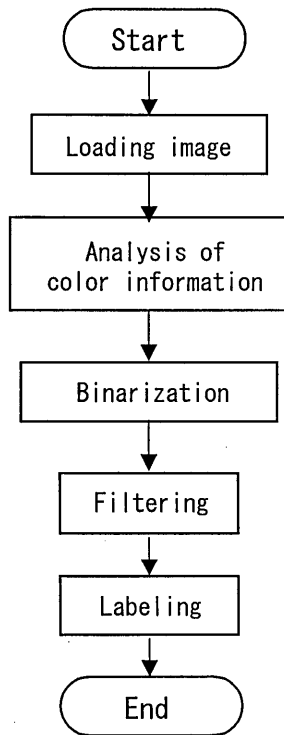 Start
Loading image
Analysis of
color information
Binarization
Filtering
Labeling
End